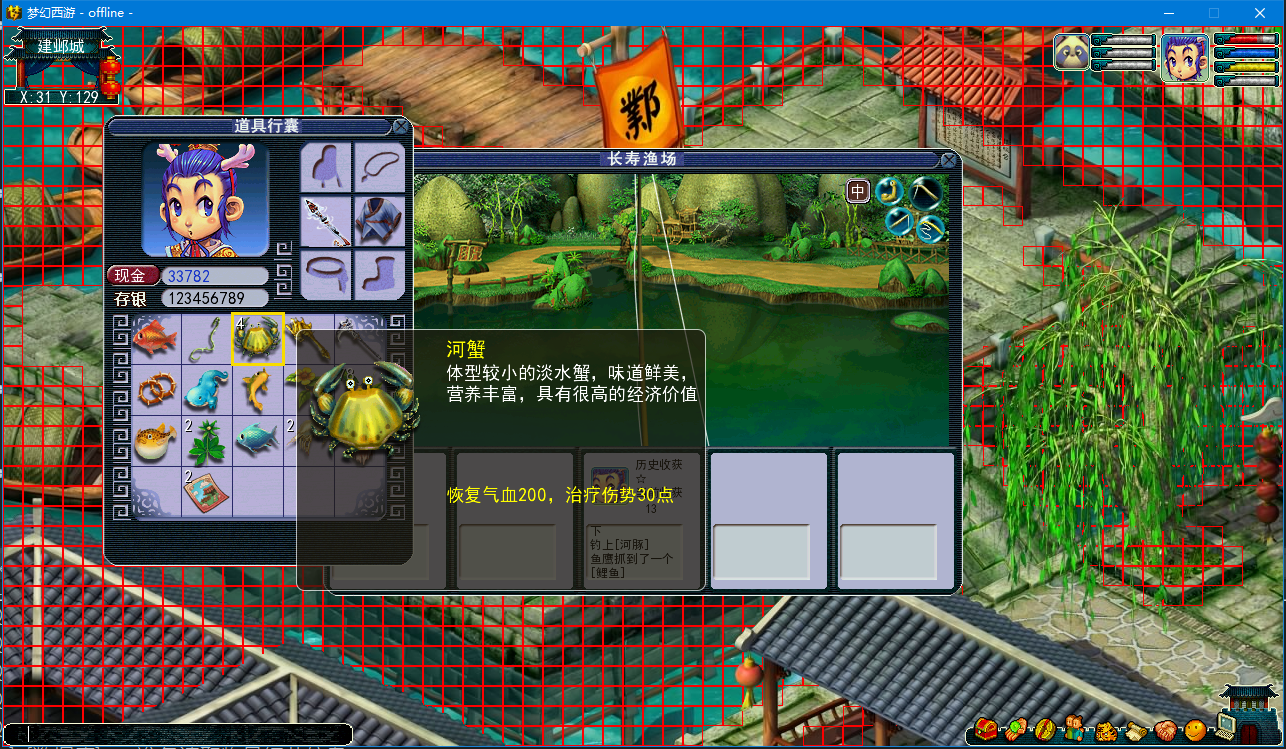 梦幻西游 - offline -
建邺城
X:31 Y:129
鄴
道具行囊
现金
33782
存银
123456789
4
2
2
2
长寿渔场
中
河蟹
体型较小的淡水蟹，味道鲜美，
营养丰富，具有很高的经济价值
恢复气血200，治疗伤势30点
历史收获
☆
获
13
下
钓上[河豚]
鱼鹰抓到了一个
[鲤鱼]